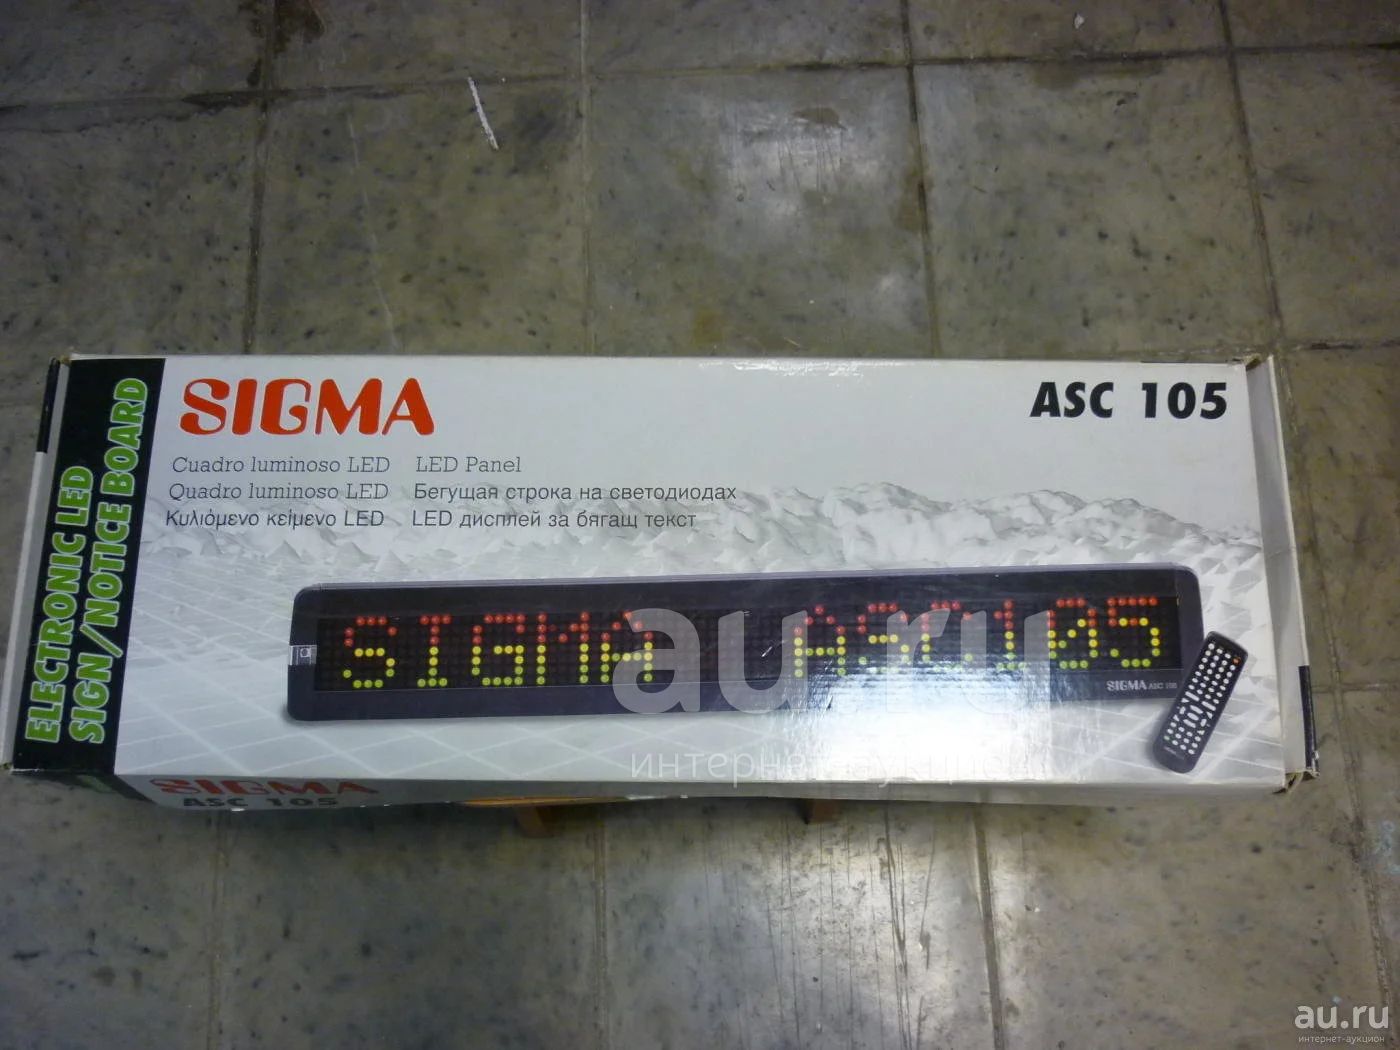 ELECTRONIC LED
SIGN/NOTICE BOARD
SIGMA
ASC 105
Cuadro luminoso LED
LED Panel
Quadro luminoso LED
Бегущая строка на светодиодах
Κυλιόμενο κείμενο LED
LED дисплей за бягащ текст
SIGMA ASC105
SIGMA ASC 105
SIGMA
ASC 105
au.ru
интернет-аукцион
au.ru
интернет-аукцион